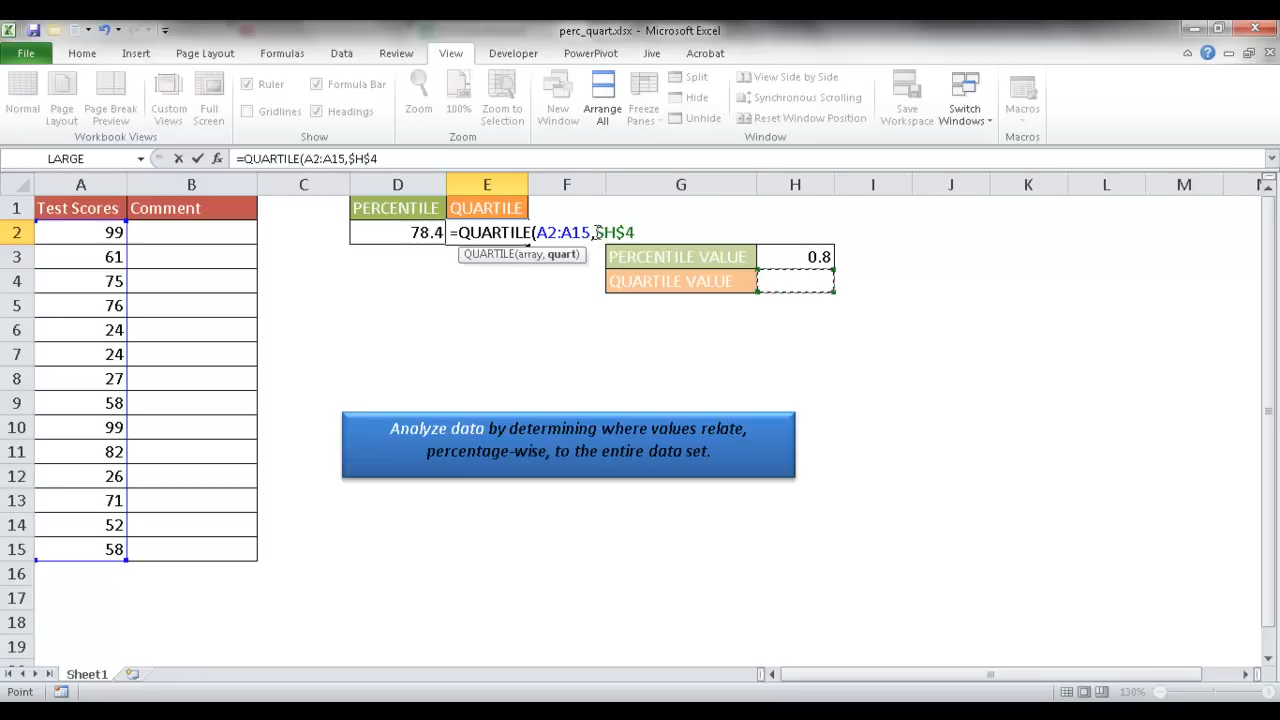 perc_quart.xlsx - Microsoft Excel
File Home Insert Page Layout Formulas Data Review View Developer PowerPivot Jive Acrobat
Normal Page Layout Page Break Preview Custom Views Full Screen
Workbook Views
Ruler Formula Bar
Gridlines Headings
Show
Zoom 100% Zoom to Selection
Zoom
New Window Arrange All Freeze Panes
Split
Hide
Unhide
View Side by Side
Synchronous Scrolling
Reset Window Position
Window
Save Workspace Switch Windows
Macros
Macros
LARGE =QUARTILE(A2:A15,$H$4
A B C D E F G H I J K L M
1 Test Scores Comment PERCENTILE QUARTILE
2 99 78.4 =QUARTILE(A2:A15,$H$4
QUARTILE(array, quart)
3 61 PERCENTILE VALUE 0.8
4 75 QUARTILE VALUE
5 76
6 24
7 24
8 27
9 58
10 99
11 82
12 26
13 71
14 52
15 58
16
17
18
19
Analyze data by determining where values relate,
percentage-wise, to the entire data set.
Sheet1
Point 130%